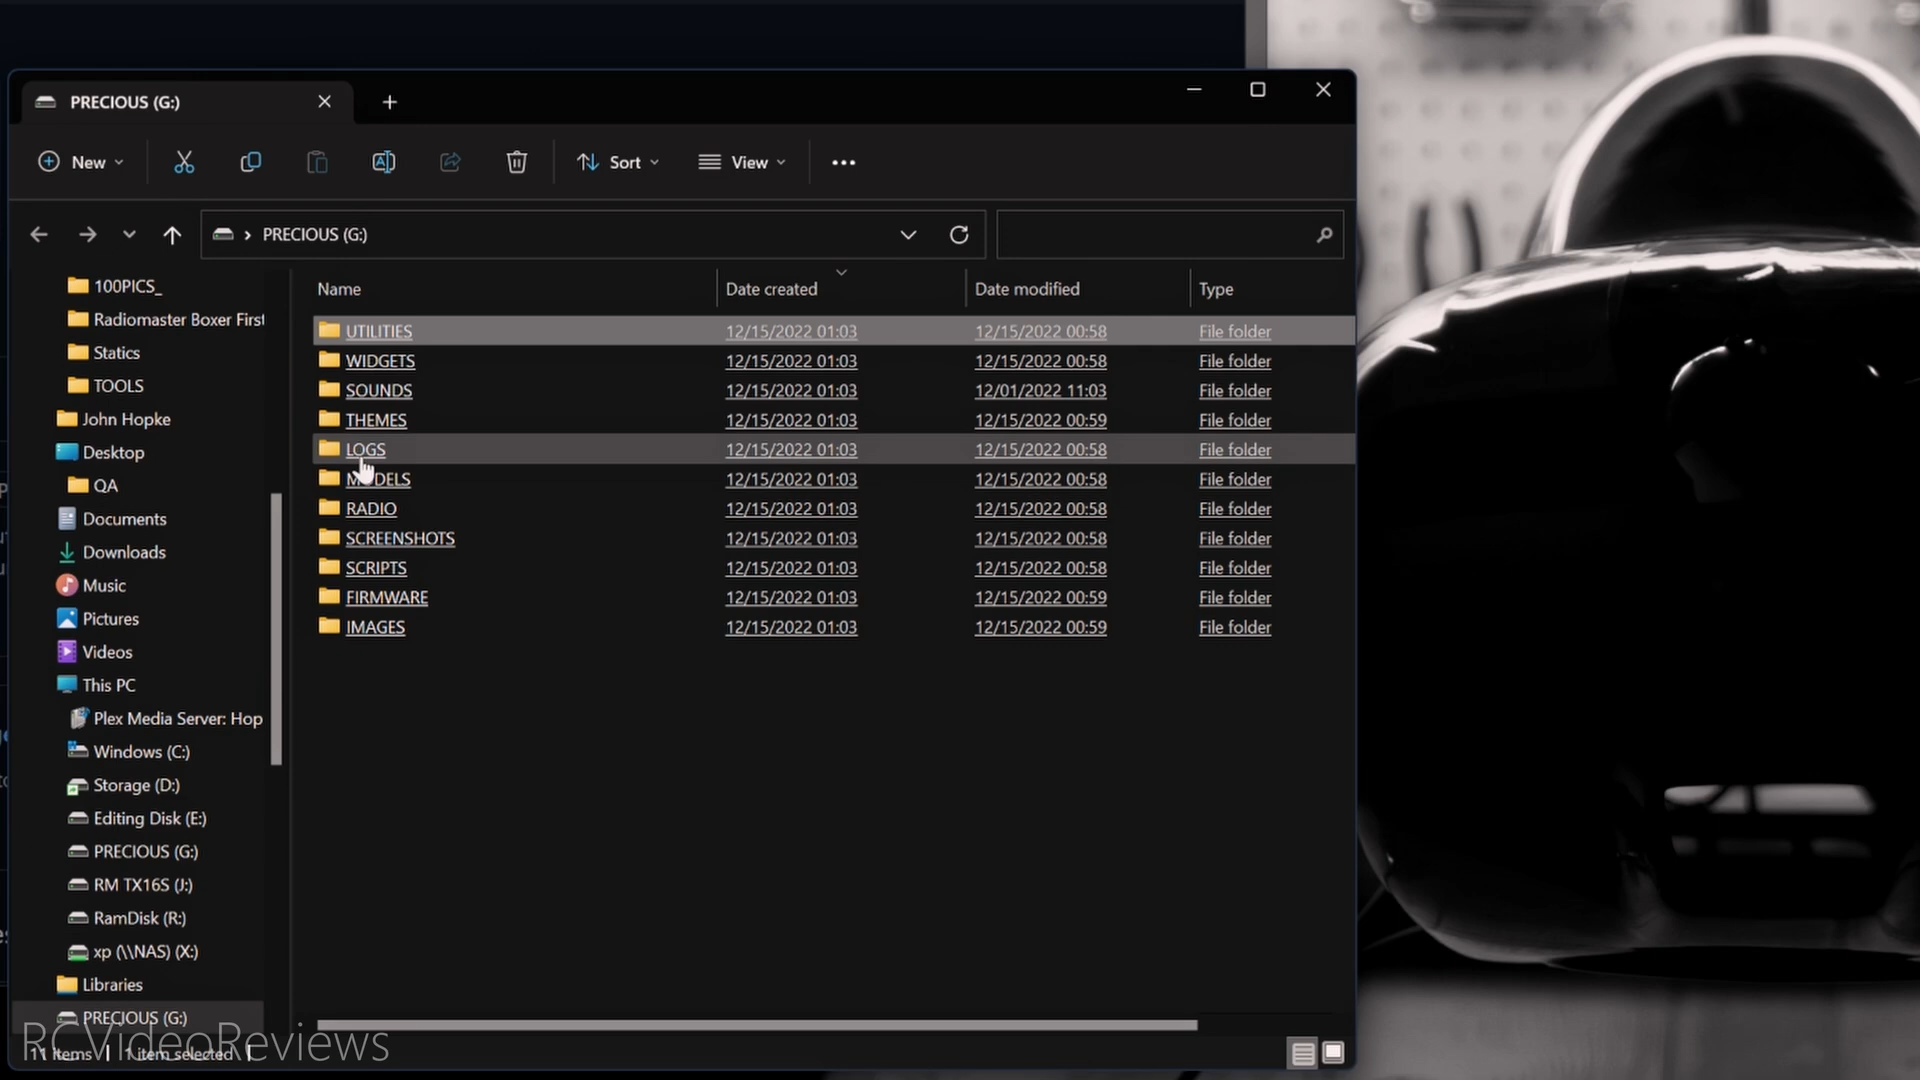 PRECIOUS (G:)
New
Sort
View
PRECIOUS (G:)
100PICS_
Radiomaster Boxer First
Statics
TOOLS
John Hopke
Desktop
QA
Documents
Downloads
Music
Pictures
Videos
This PC
Plex Media Server: Hop
Windows (C:)
Storage (D:)
Editing Disk (E:)
PRECIOUS (G:)
RM TX16S (J:)
RamDisk (R:)
xp (\\NAS) (X:)
Libraries
PRECIOUS (G:)
Name Date created Date modified Type
UTILITIES 12/15/2022 01:03 12/15/2022 00:58 File folder
WIDGETS 12/15/2022 01:03 12/15/2022 00:58 File folder
SOUNDS 12/15/2022 01:03 12/01/2022 11:03 File folder
THEMES 12/15/2022 01:03 12/15/2022 00:59 File folder
LOGS 12/15/2022 01:03 12/15/2022 00:58 File folder
MODELS 12/15/2022 01:03 12/15/2022 00:58 File folder
RADIO 12/15/2022 01:03 12/15/2022 00:58 File folder
SCREENSHOTS 12/15/2022 01:03 12/15/2022 00:58 File folder
SCRIPTS 12/15/2022 01:03 12/15/2022 00:58 File folder
FIRMWARE 12/15/2022 01:03 12/15/2022 00:59 File folder
IMAGES 12/15/2022 01:03 12/15/2022 00:59 File folder
RCVideoReviews
11 items 1 item selected